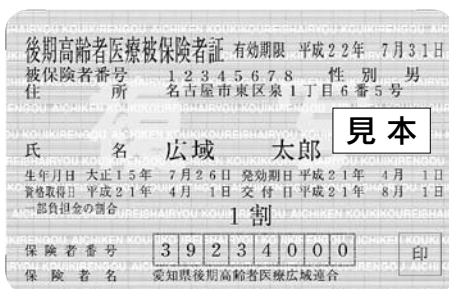 後期高齢者医療被保険者証 有効期限 平成22年 7月31日
被保険者番号 12345678 性別 男
住所 名古屋市東区泉1丁目6番5号
見本
氏名 広域 太郎
生年月日 大正15年 7月26日 発効期日 平成21年 4月 1日
資格取得日 平成21年 4月 1日 交付日 平成21年 8月 1日
一部負担金の割合
1割
保険者番号 39234000 印
保険者名 愛知県後期高齢者医療広域連合